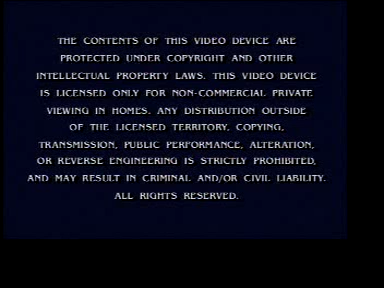 THE CONTENTS OF THIS VIDEO DEVICE ARE
PROTECTED UNDER COPYRIGHT AND OTHER
INTELLECTUAL PROPERTY LAWS. THIS VIDEO DEVICE
IS LICENSED ONLY FOR NON-COMMERCIAL PRIVATE
VIEWING IN HOMES. ANY DISTRIBUTION OUTSIDE
OF THE LICENSED TERRITORY, COPYING,
TRANSMISSION, PUBLIC PERFORMANCE, ALTERATION,
OR REVERSE ENGINEERING IS STRICTLY PROHIBITED,
AND MAY RESULT IN CRIMINAL AND/OR CIVIL LIABILITY.
ALL RIGHTS RESERVED.